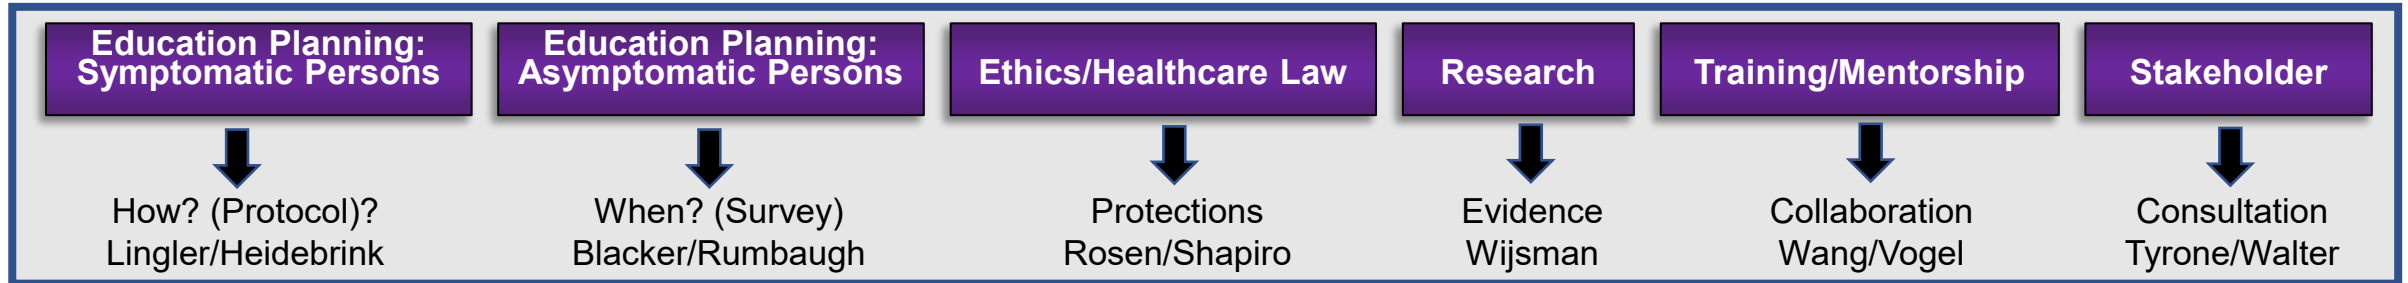 Education Planning:
Symptomatic Persons
How? (Protocol)?
Lingler/Heidebrink
Education Planning:
Asymptomatic Persons
When? (Survey)
Blacker/Rumbaugh
Ethics/Healthcare Law
Protections
Rosen/Shapiro
Research
Evidence
Wijsman
Training/Mentorship
Collaboration
Wang/Vogel
Stakeholder
Consultation
Tyrone/Walter